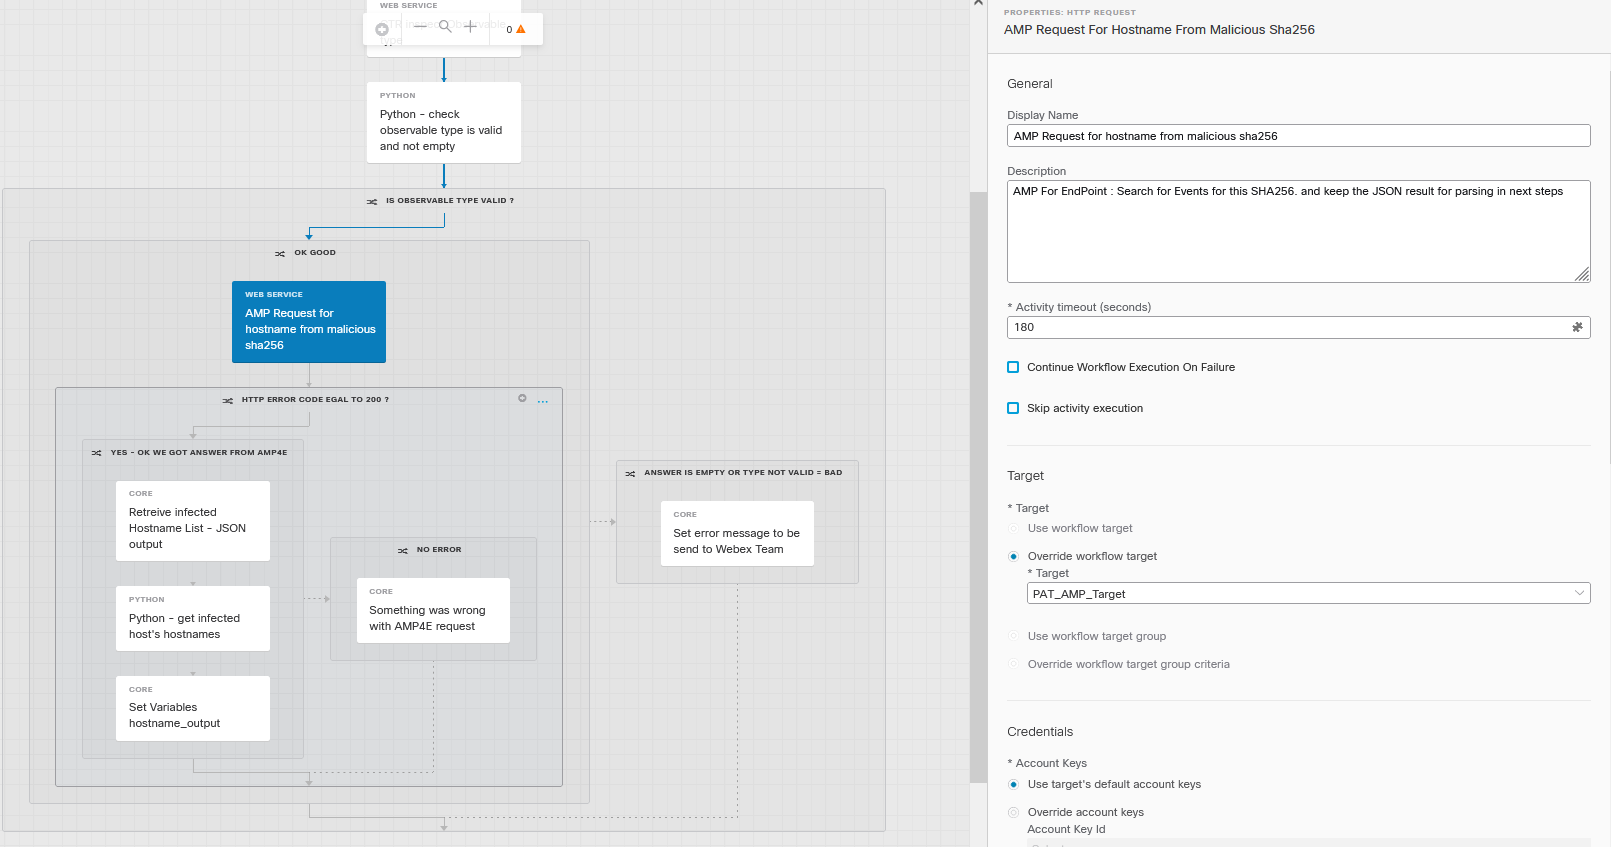 WEB SERVICE
0
PYTHON
Python - check
observable type is valid
and not empty
IS OBSERVABLE TYPE VALID ?
OK GOOD
WEB SERVICE
AMP Request for
hostname from malicious
sha256
HTTP ERROR CODE EGAL TO 200 ?
...
YES - OK WE GOT ANSWER FROM AMP4E
CORE
Retreive infected
Hostname List - JSON
output
PYTHON
Python - get infected
host's hostnames
CORE
Set Variables
hostname_output
NO ERROR
CORE
Something was wrong
with AMP4E request
ANSWER IS EMPTY OR TYPE NOT VALID = BAD
CORE
Set error message to be
send to Webex Team
PROPERTIES: HTTP REQUEST
AMP Request For Hostname From Malicious Sha256
General
Display Name
AMP Request for hostname from malicious sha256
Description
AMP For EndPoint : Search for Events for this SHA256. and keep the JSON result for parsing in next steps
* Activity timeout (seconds)
180
Continue Workflow Execution On Failure
Skip activity execution
Target
* Target
Use workflow target
Override workflow target
* Target
PAT_AMP_Target
Use workflow target group
Override workflow target group criteria
Credentials
* Account Keys
Use target's default account keys
Override account keys
Account Key Id